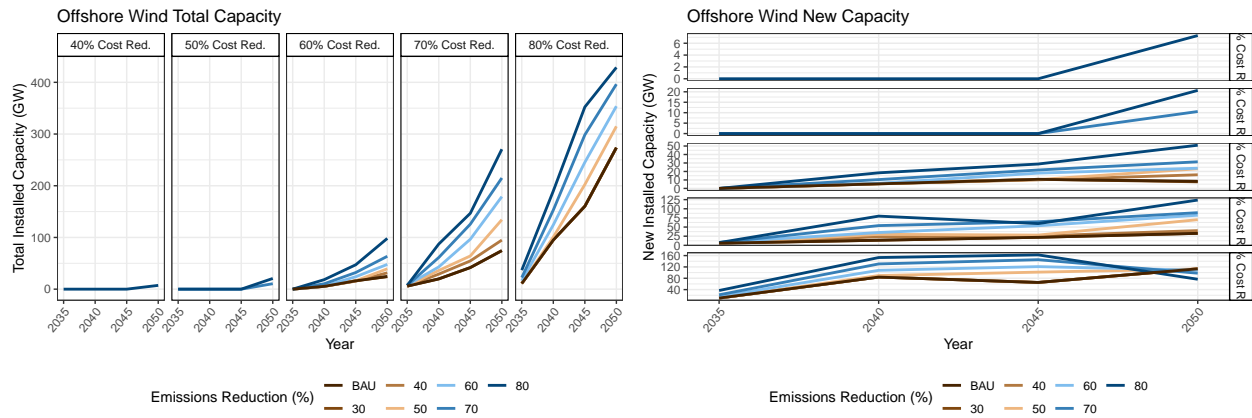 Offshore Wind Total Capacity
40% Cost Red. 50% Cost Red. 60% Cost Red. 70% Cost Red. 80% Cost Red.
Total Installed Capacity (GW)
400
300
200
100
0
2035 2040 2045 2050 2035 2040 2045 2050 2035 2040 2045 2050 2035 2040 2045 2050 2035 2040 2045 2050
Year
Emissions Reduction (%)
BAU 40 60 80
30 50 70
Offshore Wind New Capacity
New Installed Capacity (GW)
6
4
2
0
% Cost R
20
15
10
5
0
% Cost R
50
40
30
20
10
0
% Cost R
125
100
75
50
25
0
% Cost R
160
120
80
40
% Cost R
2035 2040 2045 2050
Year
Emissions Reduction (%)
BAU 40 60 80
30 50 70